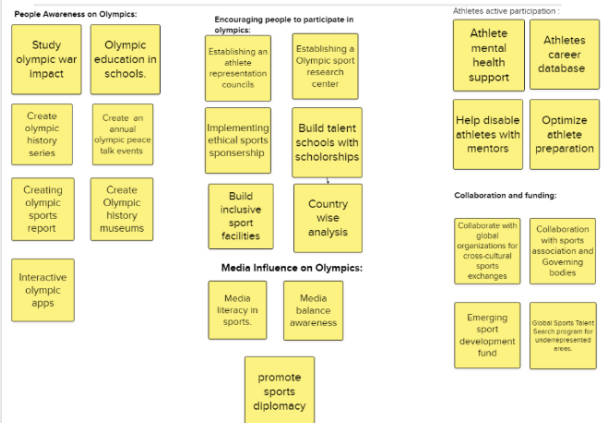 People Awareness on Olympics:
Study
olympic war
impact
Olympic
education in
schools.
Create
olympic
history
series
Create an
annual
olympic peace
talk events
Creating
olympic
sports
report
Create
Olympic
history
museums
Interactive
olympic
apps
Encouraging people to participate in
olympics:
Establishing an
athlete
representation
councils
Establishing a
Olympic sport
research
center
Implementing
ethical sports
sponsership
Build talent
schools with
scholorships
Build
inclusive
sport
facilities
Country
wise
analysis
Media Influence on Olympics:
Media
literacy in
sports.
Media
balance
awareness
promote
sports
diplomacy
Athletes active participation :
Athlete
mental
health
support
Athletes
career
database
Help disable
athletes with
mentors
Optimize
athlete
preparation
Collaboration and funding:
Collaborate with
global
organizations for
cross-cultural
sports
exchanges
Collaboration
with sports
association and
Governing
bodies
Emerging
sport
development
fund
Global Sports Talent
Search program for
underrepresented
areas.